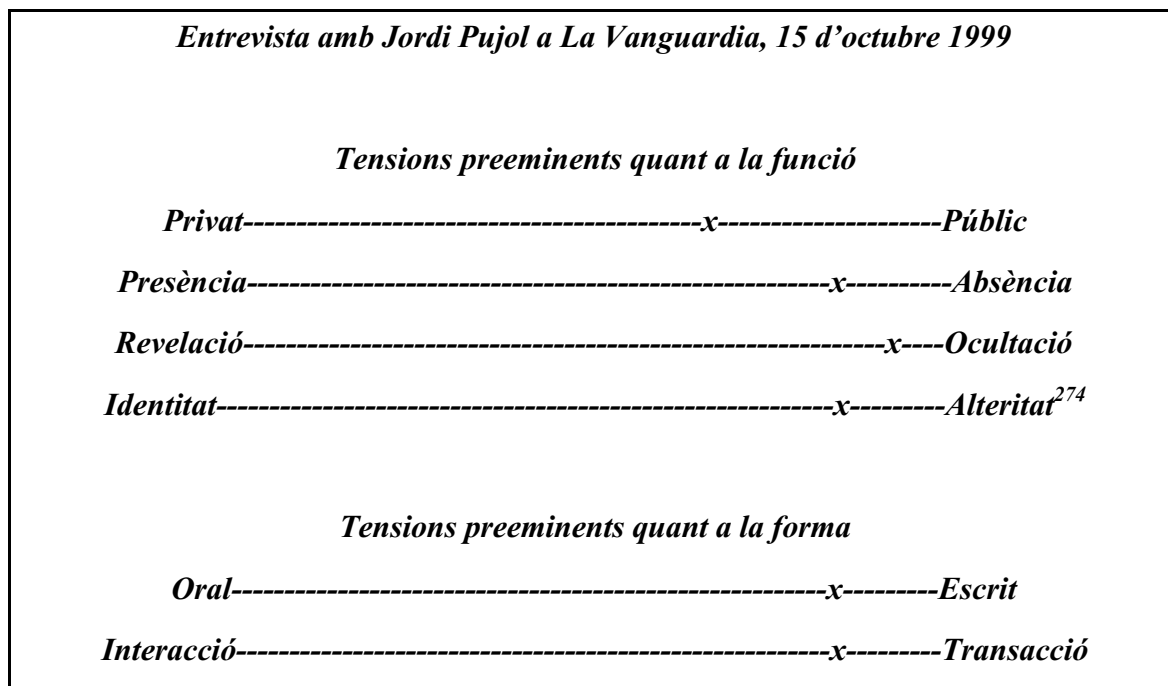 Entrevista amb Jordi Pujol a La Vanguardia, 15 d’octubre 1999
Tensions preeminents quant a la funció
Privat-------------------------------------------x---------------------Públic
Presència-------------------------------------------------------x----------Absència
Revelació------------------------------------------------------------x----Ocultació
Identitat----------------------------------------------------------x---------Alteritat274
Tensions preeminents quant a la forma
Oral--------------------------------------------------------x---------Escrit
Interacció--------------------------------------------------------x---------Transacció